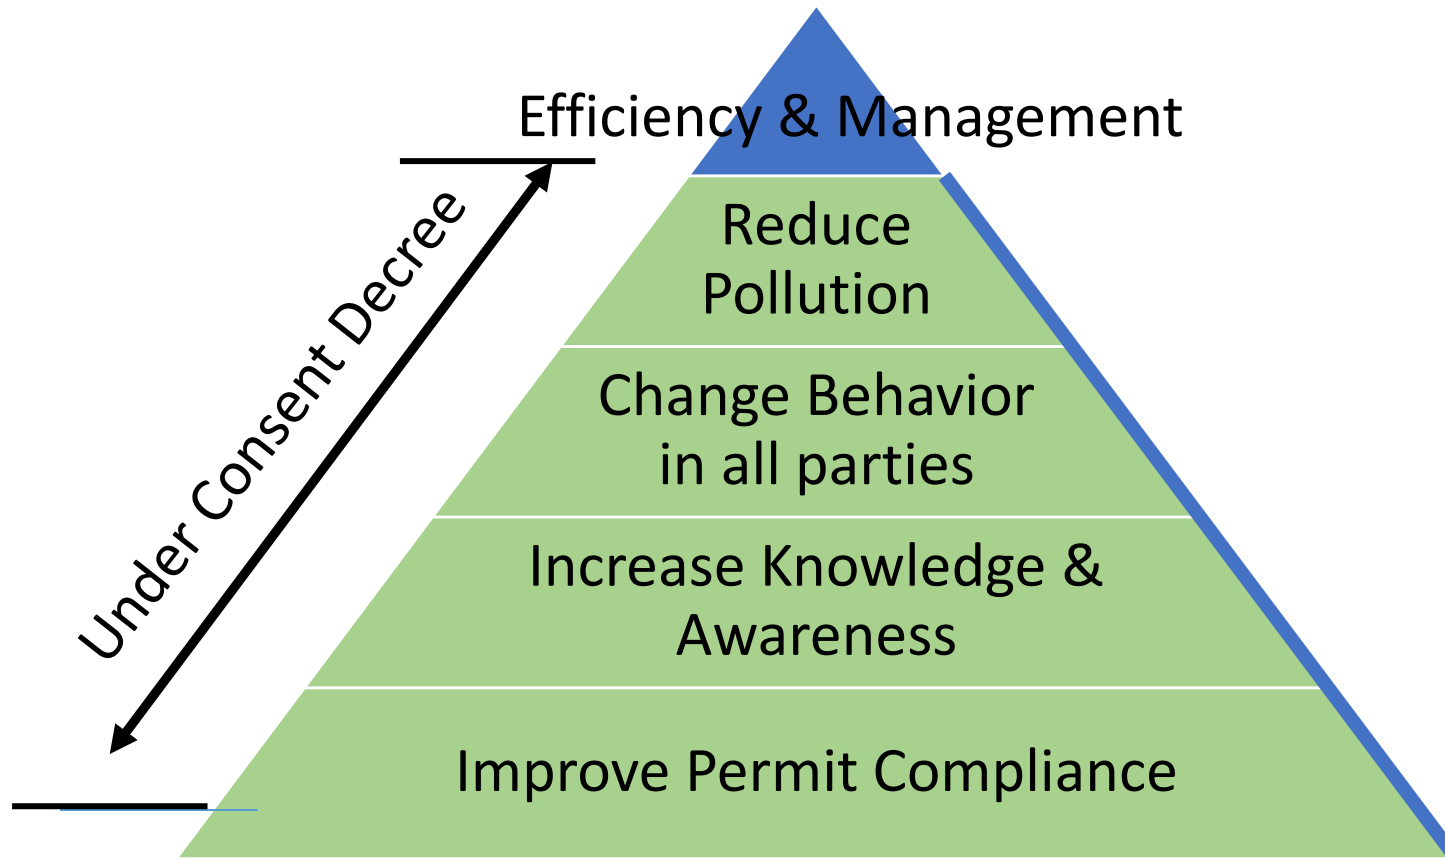 Efficiency & Management
Under Consent Decree
Reduce
Pollution
Change Behavior
in all parties
Increase Knowledge &
Awareness
Improve Permit Compliance